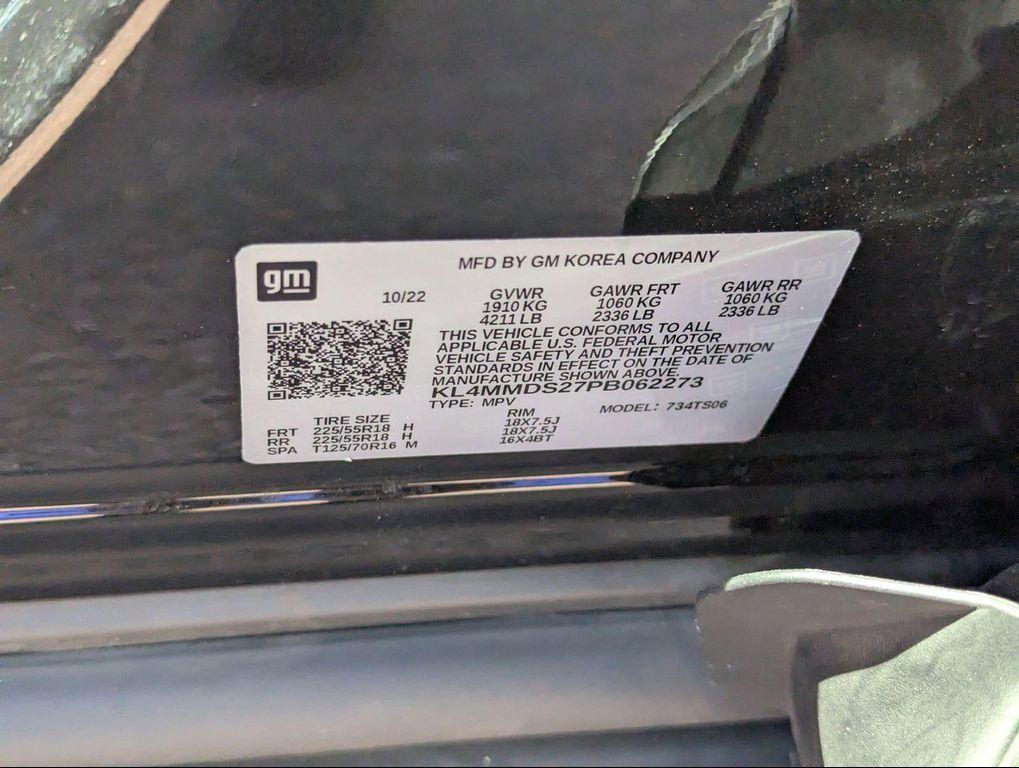 gm
MFD BY GM KOREA COMPANY
10/22
GVWR GAWR FRT GAWR RR
1910 KG 1060 KG 1060 KG
4211 LB 2336 LB 2336 LB
THIS VEHICLE CONFORMS TO ALL
APPLICABLE U.S. FEDERAL MOTOR
VEHICLE SAFETY AND THEFT PREVENTION
STANDARDS IN EFFECT ON THE DATE OF
MANUFACTURE SHOWN ABOVE.
KL4MMDS27PB062273
TYPE: MPV MODEL: 734TS06
TIRE SIZE RIM
FRT 225/55R18 H 18X7.5J
RR 225/55R18 H 18X7.5J
SPA T125/70R16 M 16X4BT